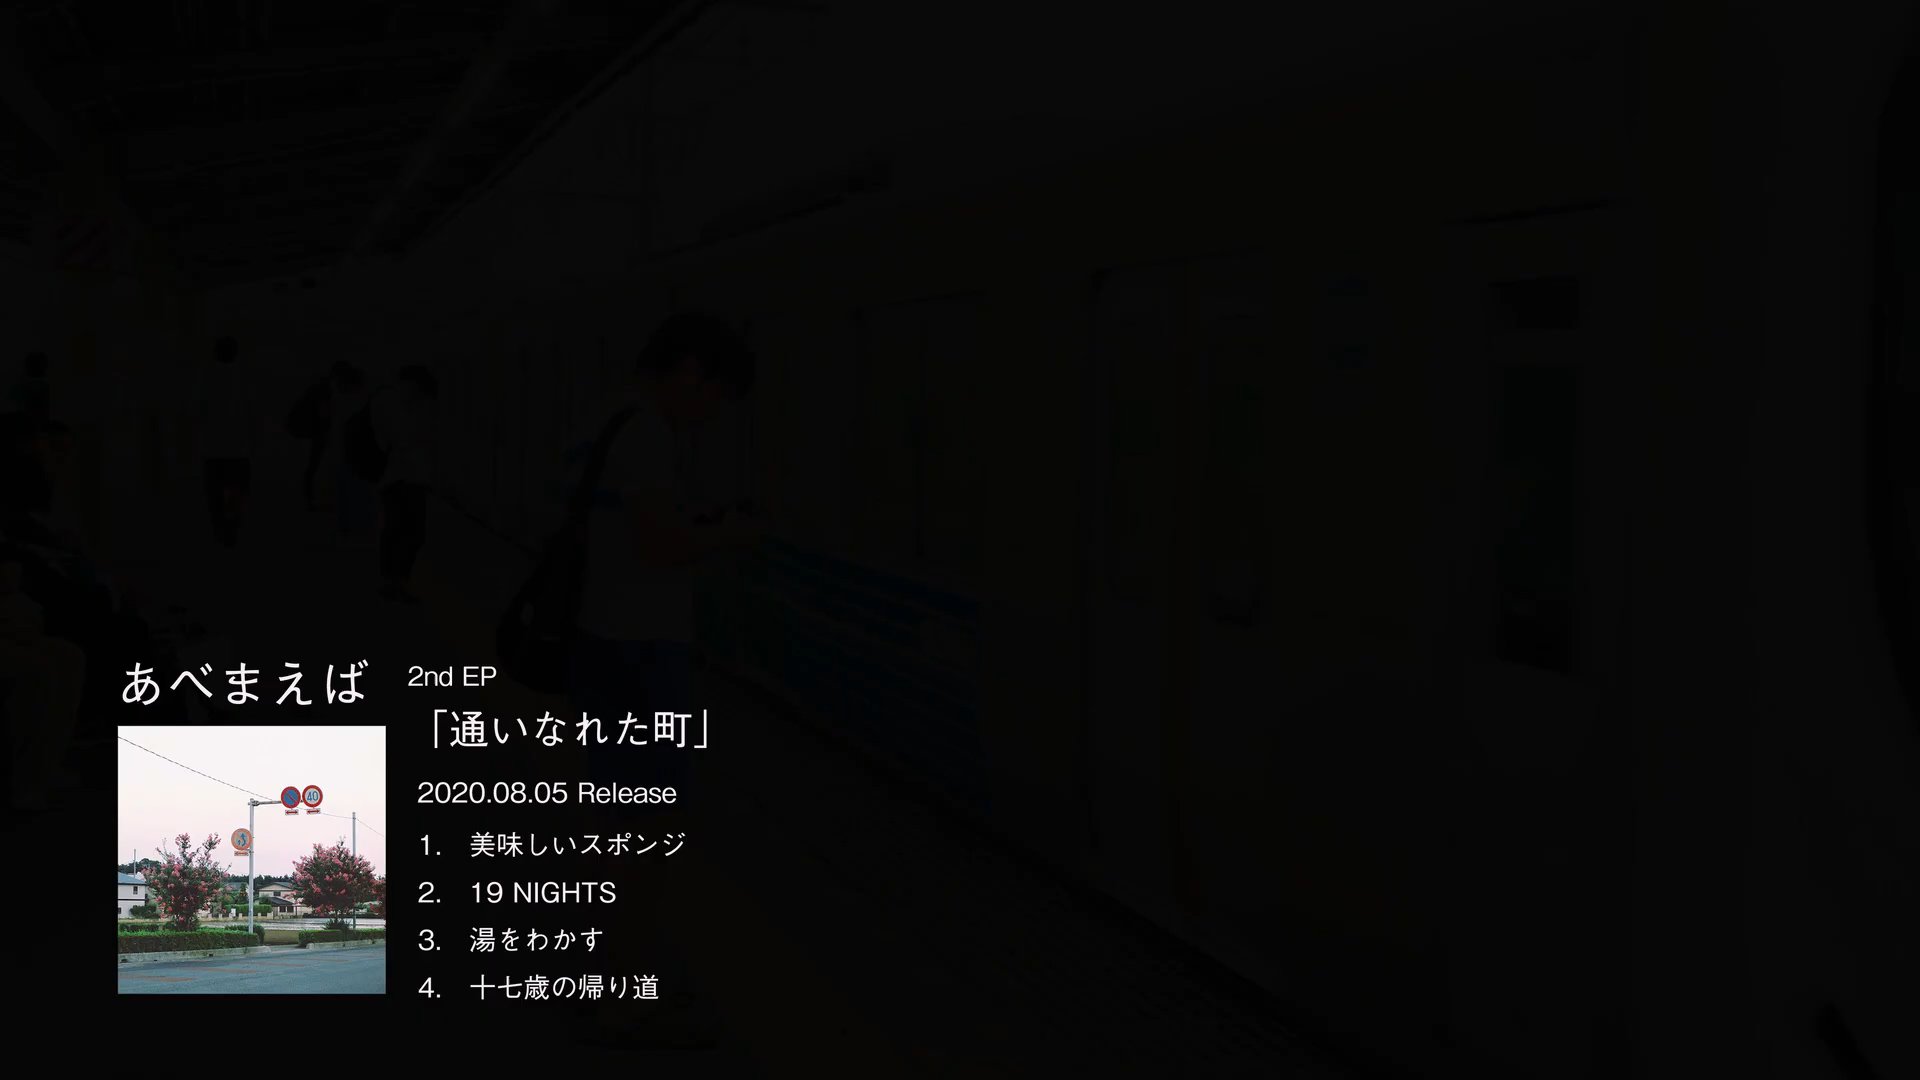 あべまえば
2nd EP
「通いなれた町」
2020.08.05 Release
1. 美味しいスポンジ
2. 19 NIGHTS
3. 湯をわかす
4. 十七歳の帰り道
40